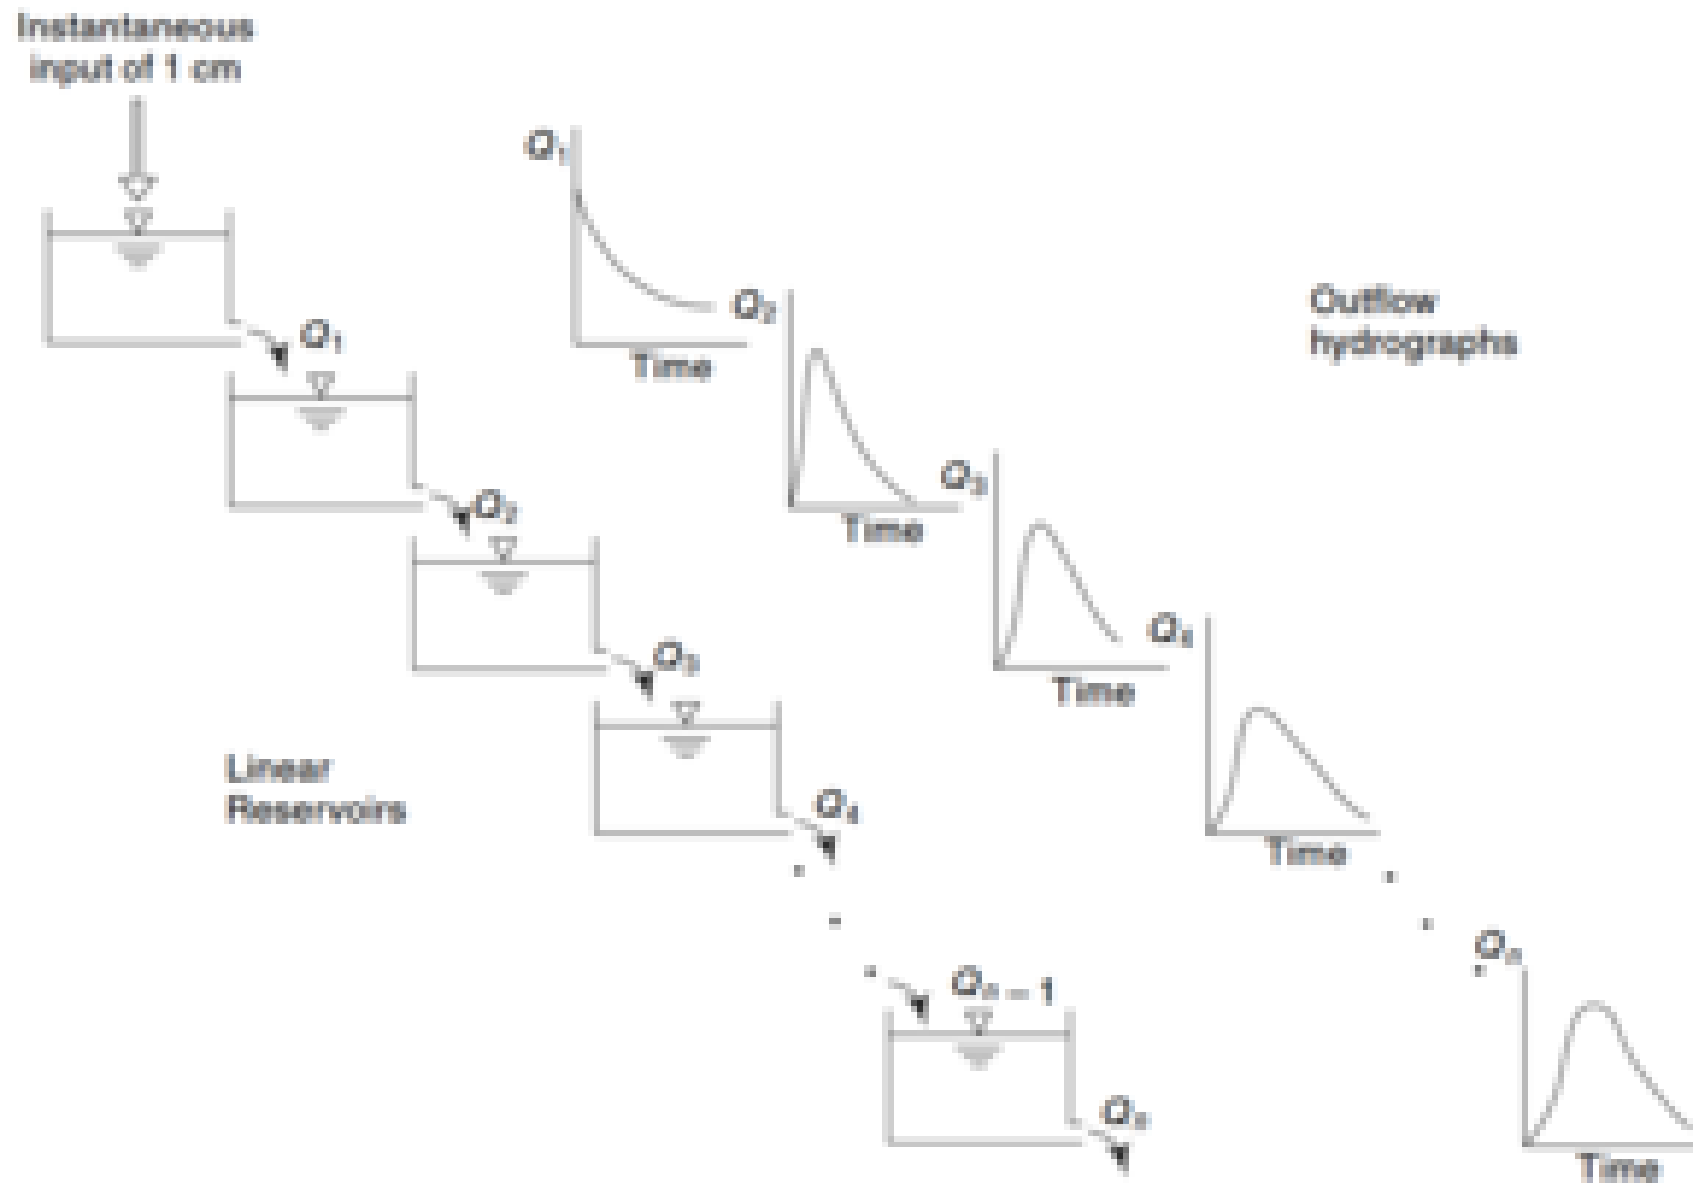 Instantaneous
input of 1 cm
Q1
Time
Q2
Time
Outflow
hydrographs
Q1
Q2
Q3
Time
Q3
Q4
Time
Linear
Reservoirs
Q4
Qn – 1
Qn
Qn
Time